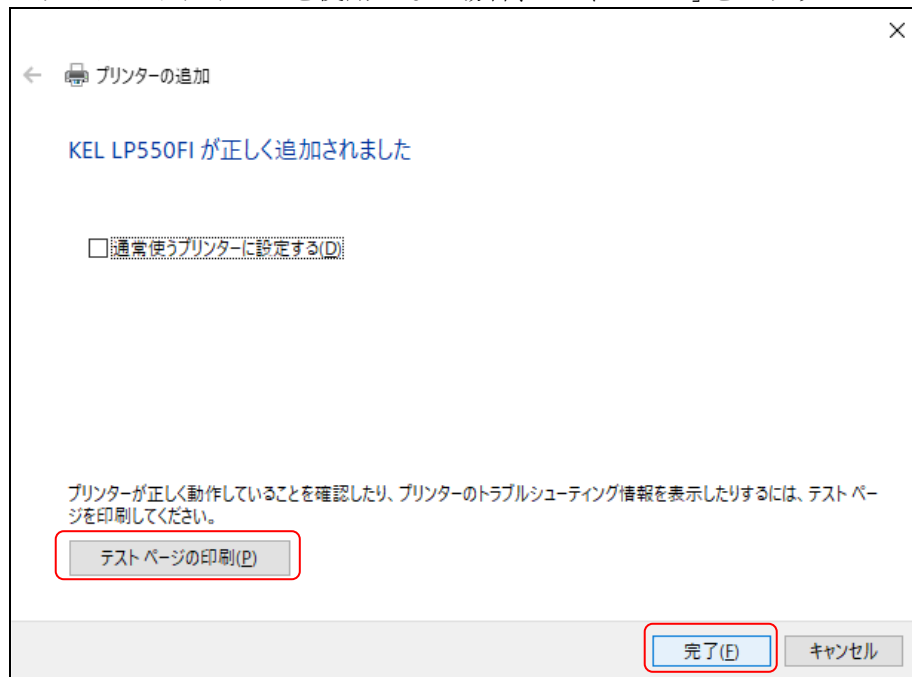 プリンターの追加
KEL LP550FI が正しく追加されました
通常使うプリンターに設定する(D)
プリンターが正しく動作していることを確認したり、プリンターのトラブルシューティング情報を表示したりするには、テスト ペー
ジを印刷してください。
テスト ページの印刷(P)
完了(F)
キャンセル